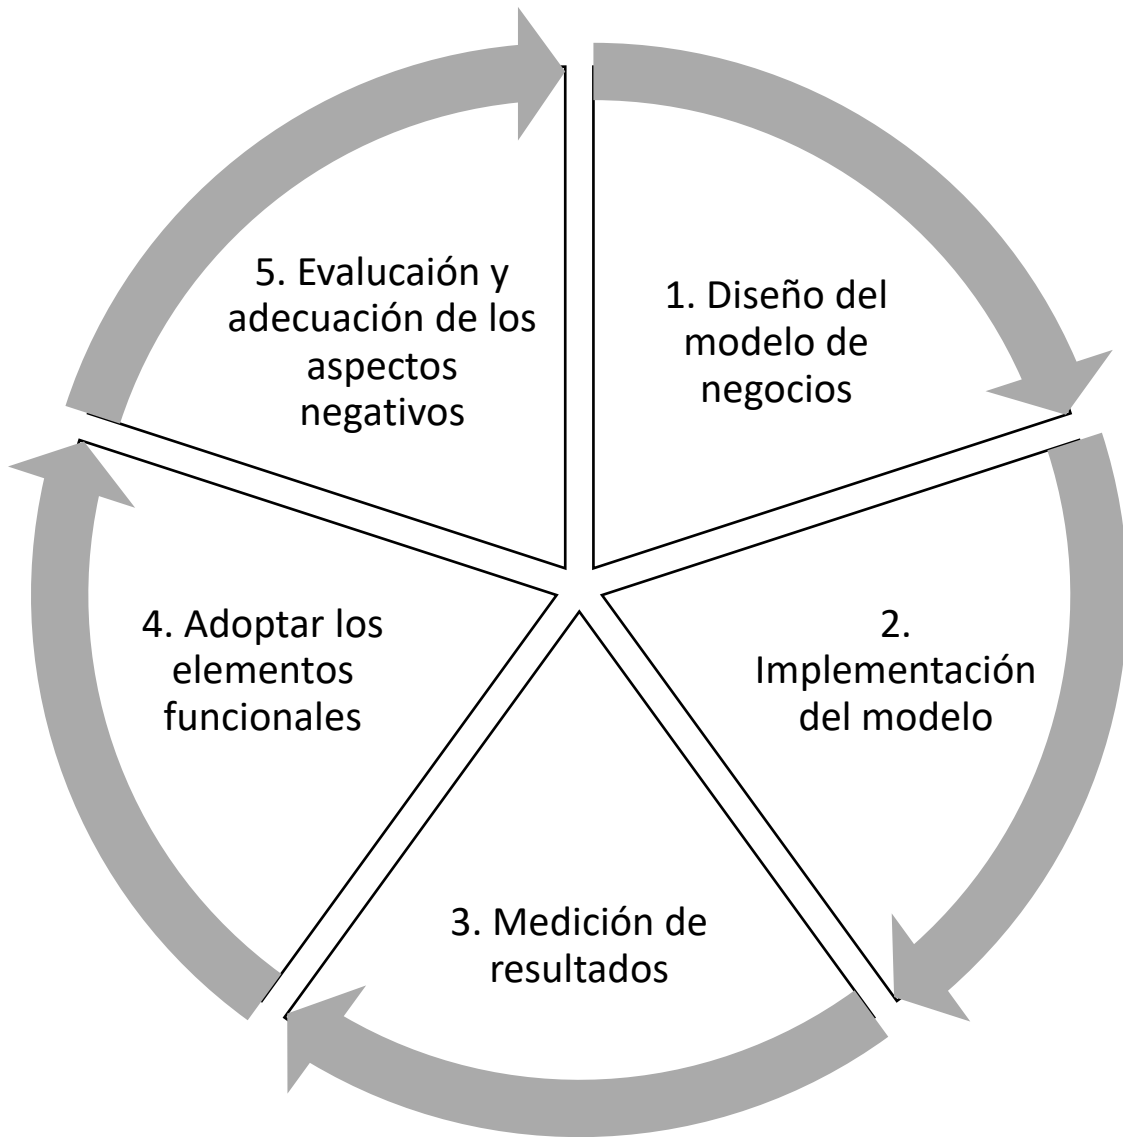 1. Diseño del
modelo de
negocios
2.
Implementación
del modelo
3. Medición de
resultados
4. Adoptar los
elementos
funcionales
5. Evalucaión y
adecuación de los
aspectos
negativos